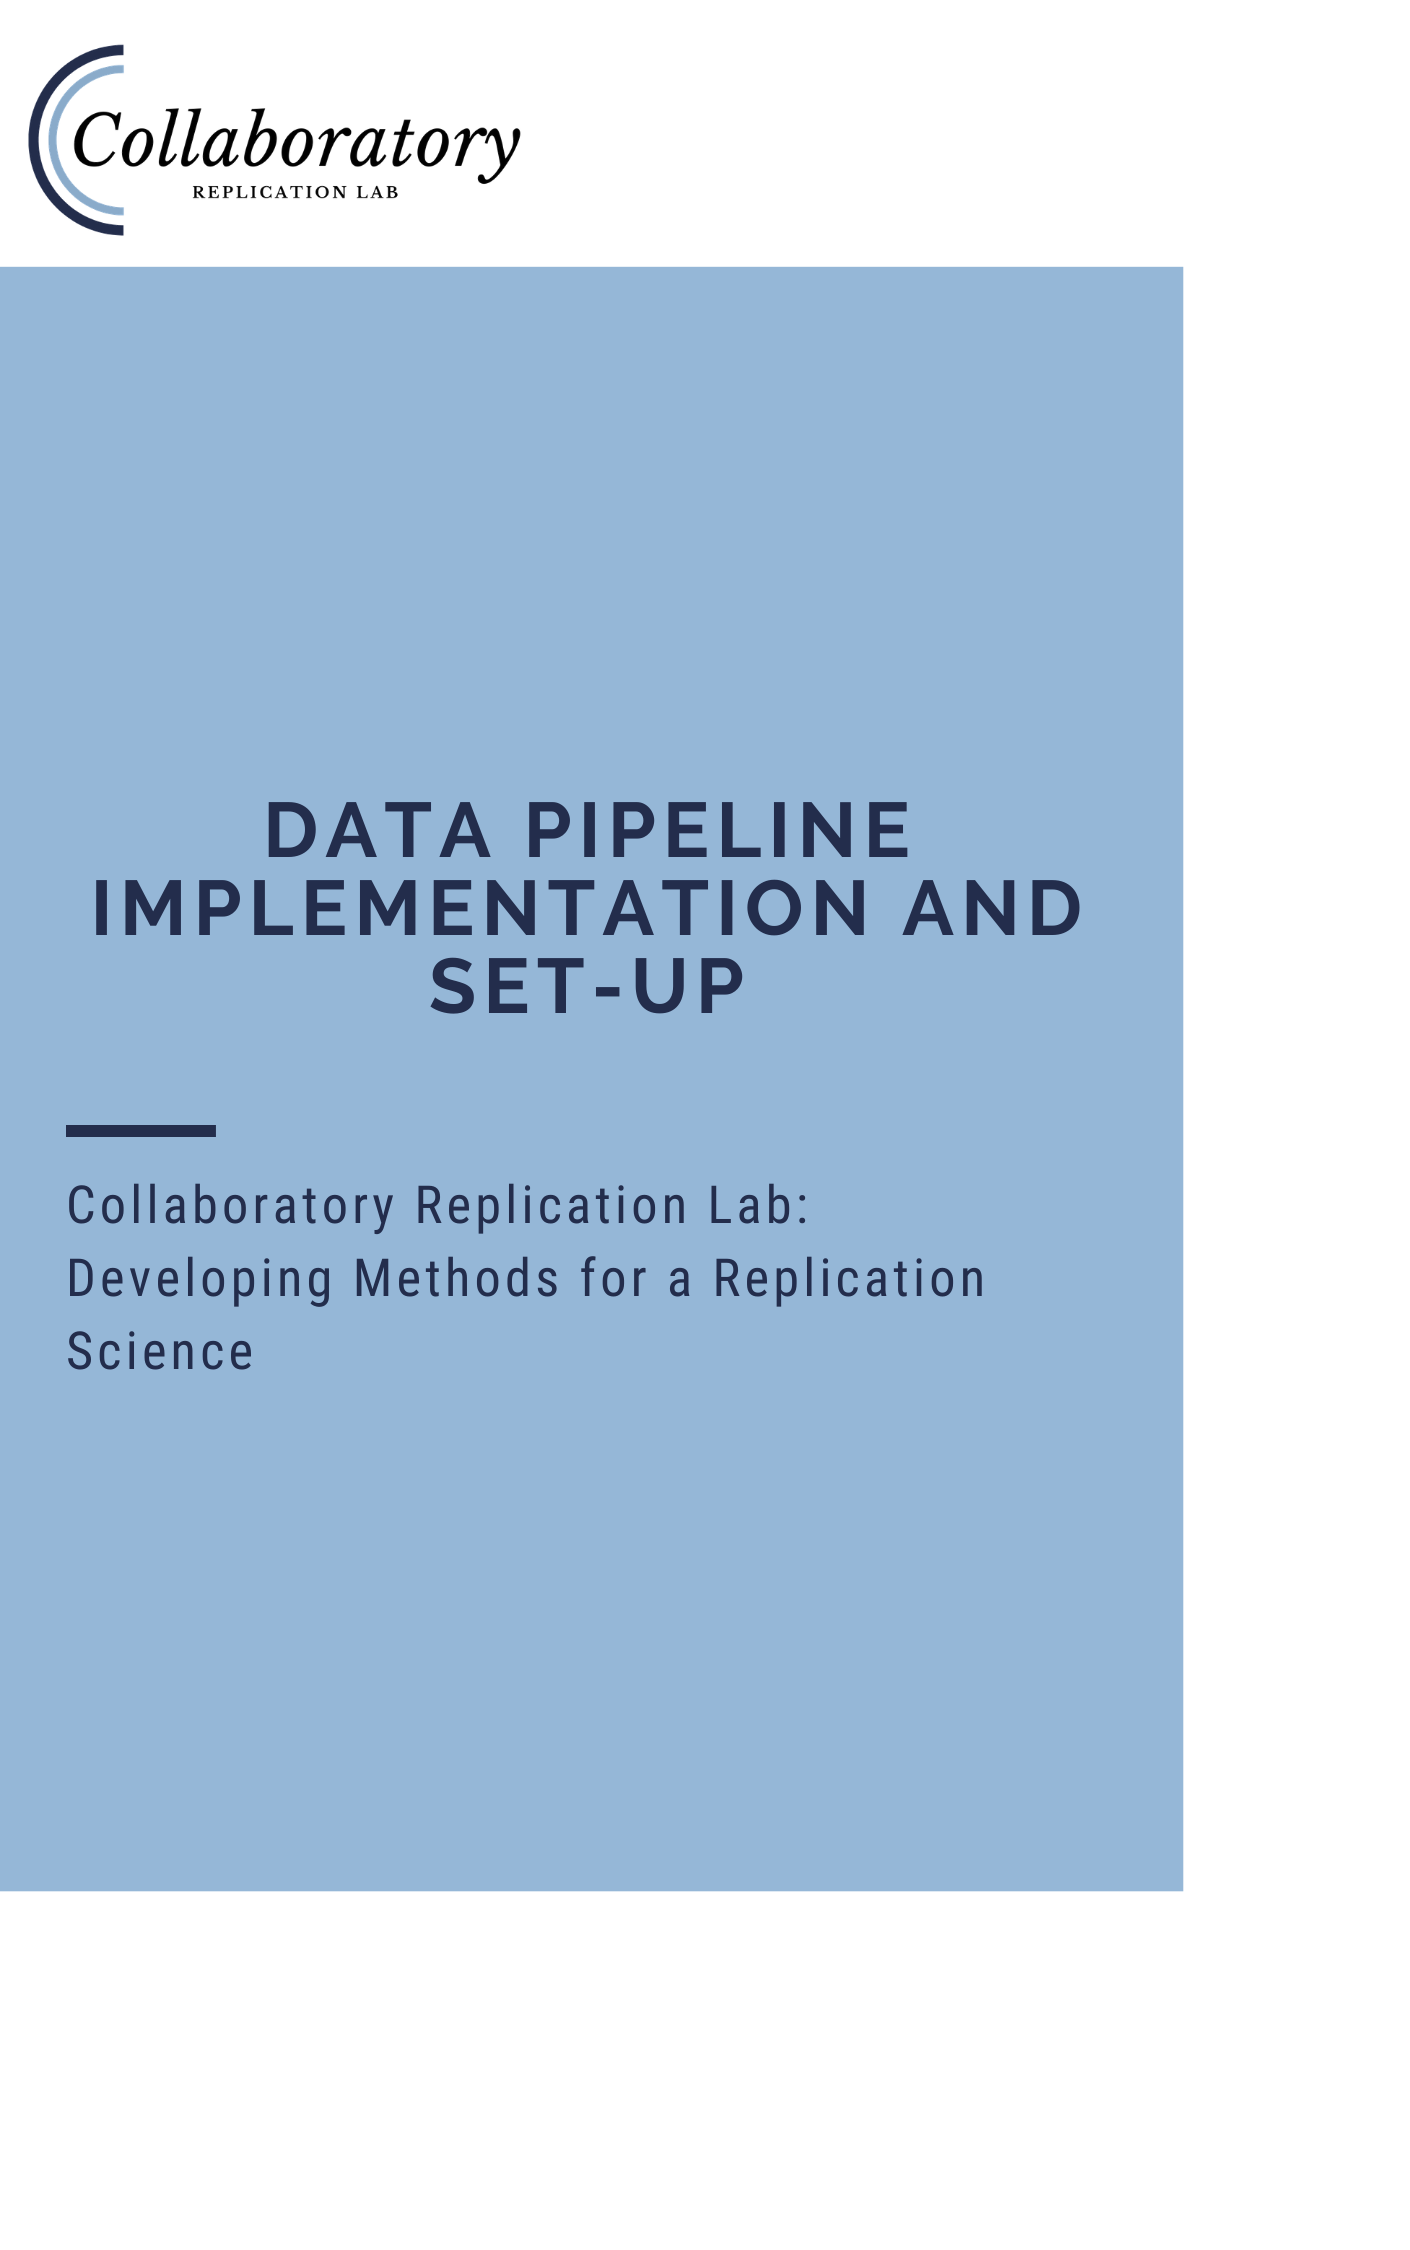 Collaboratory
REPLICATION LAB
DATA PIPELINE
IMPLEMENTATION AND
SET-UP
Collaboratory Replication Lab:
Developing Methods for a Replication
Science